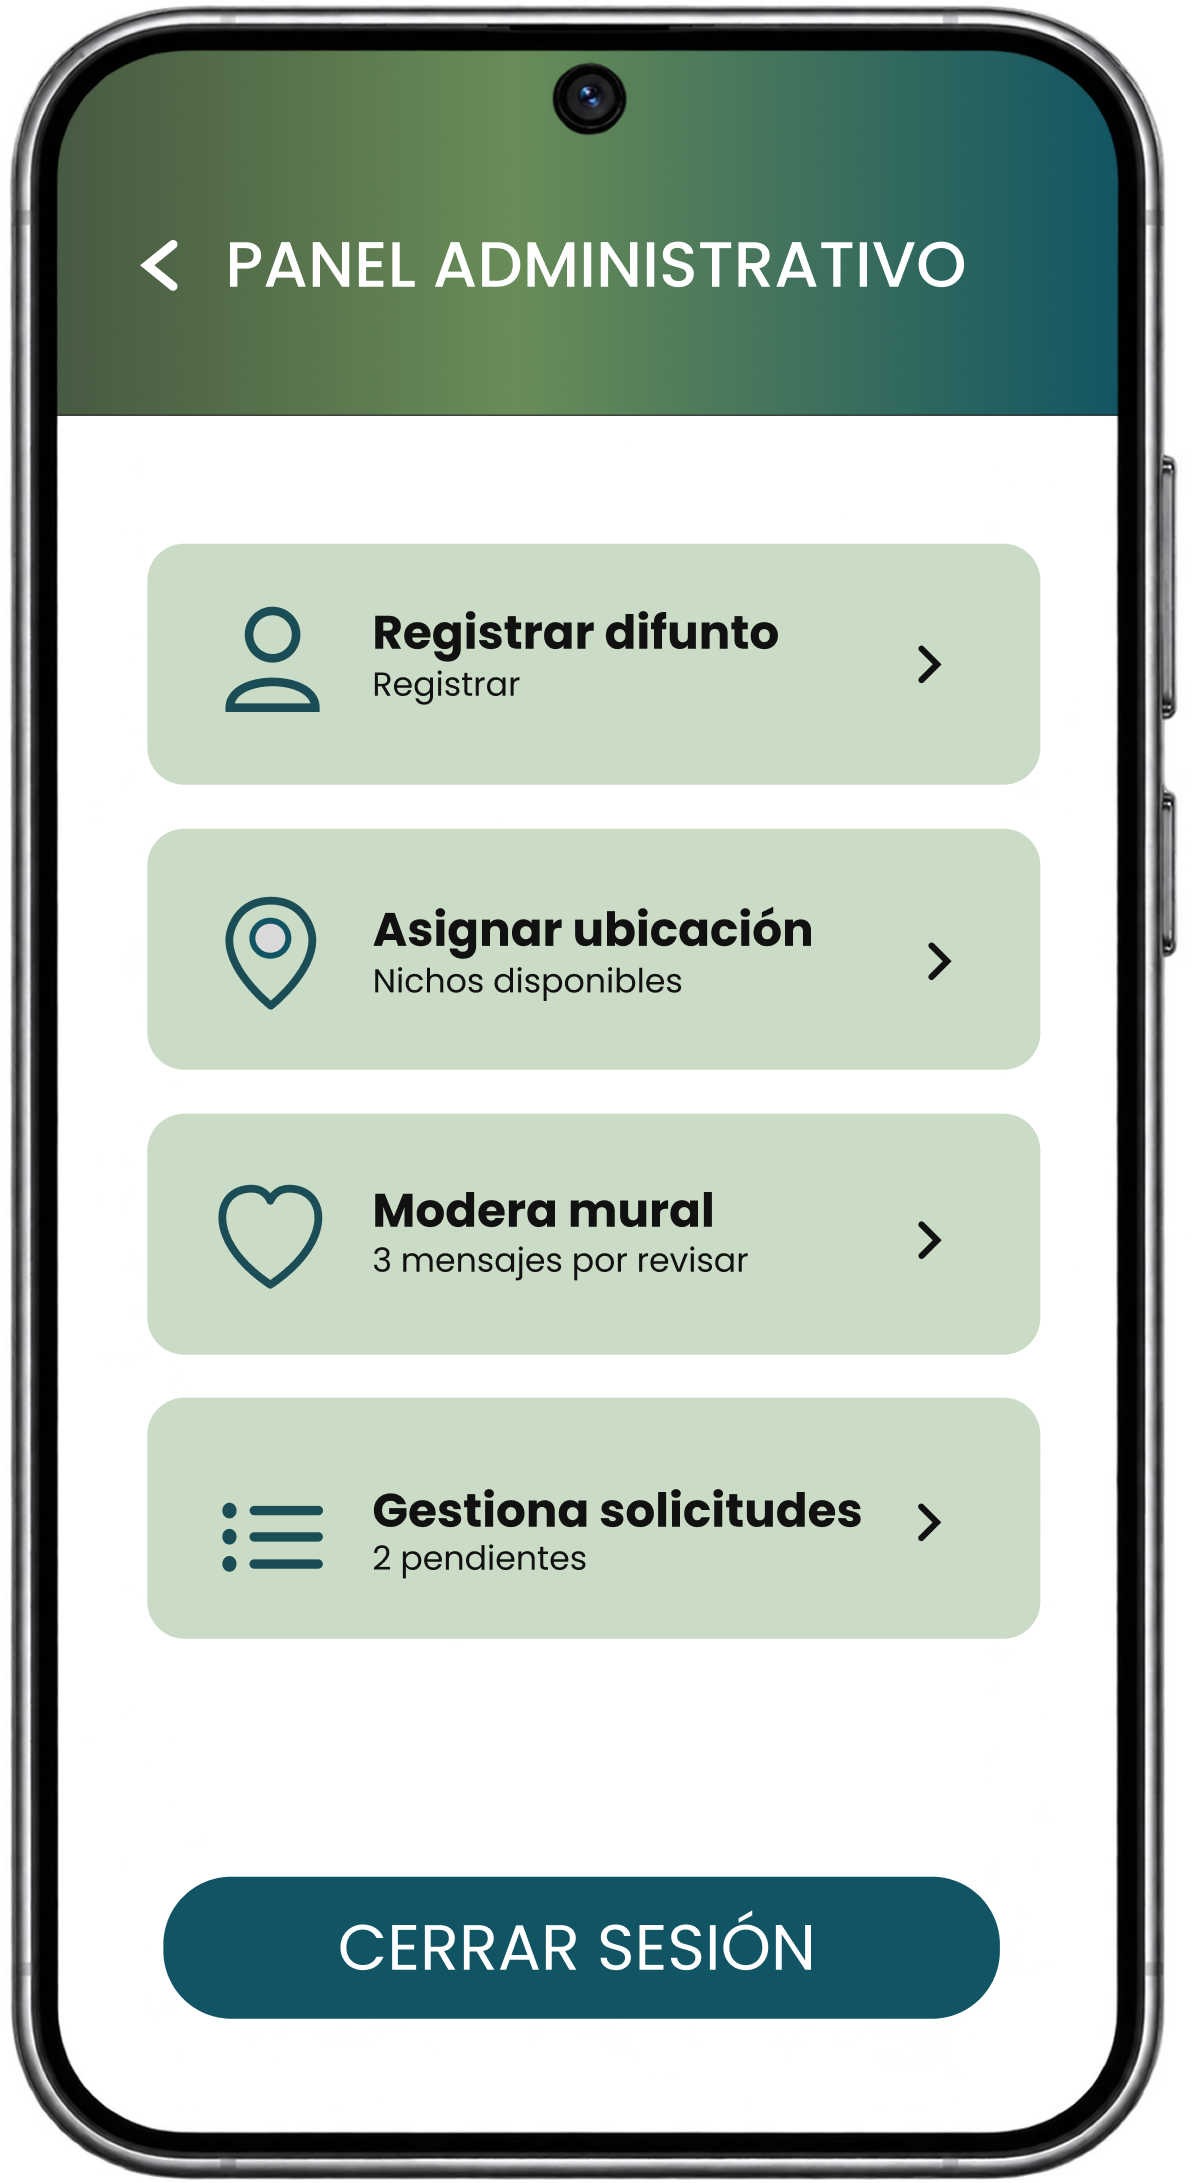 PANEL ADMINISTRATIVO
Registrar difunto
Registrar
Asignar ubicación
Nichos disponibles
Modera mural
3 mensajes por revisar
Gestiona solicitudes
2 pendientes
CERRAR SESIÓN